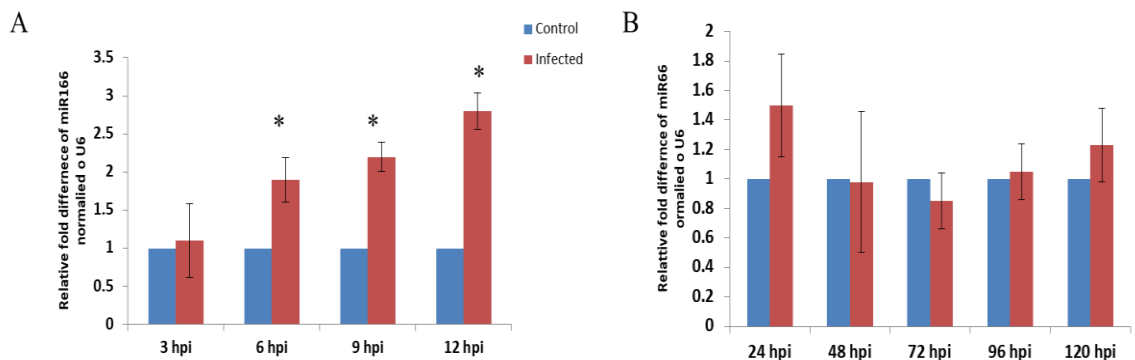 A
Relative fold differnece of miR166
normalied o U6
3.5
3
2.5
2
1.5
1
0.5
0
*
*
*
3 hpi
6 hpi
9 hpi
12 hpi
Control
Infected
B
Relattive fold differnce of miR66
ormalied o U6
2
1.8
1.6
1.4
1.2
1
0.8
0.6
0.4
0.2
0
24 hpi
48 hpi
72 hpi
96 hpi
120 hpi